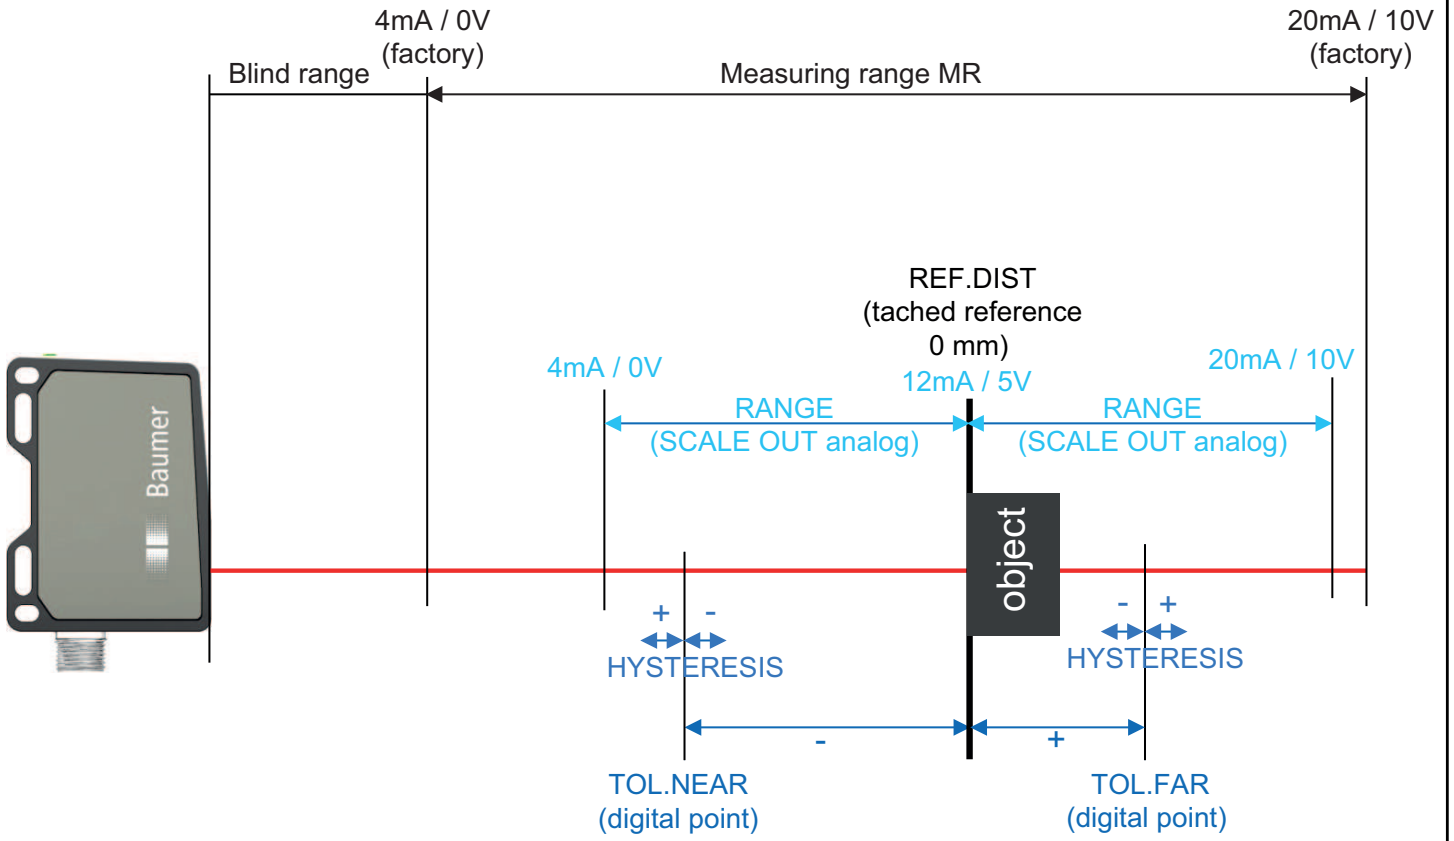 4mA / 0V
(factory)
20mA / 10V
(factory)
Blind range
Measuring range MR
REF.DIST
(tached reference
0 mm)
4mA / 0V
12mA / 5V
20mA / 10V
RANGE
(SCALE OUT analog)
RANGE
(SCALE OUT analog)
Baumer
object
+ -
HYSTERESIS
- +
HYSTERESIS
-
+
TOL.NEAR
(digital point)
TOL.FAR
(digital point)